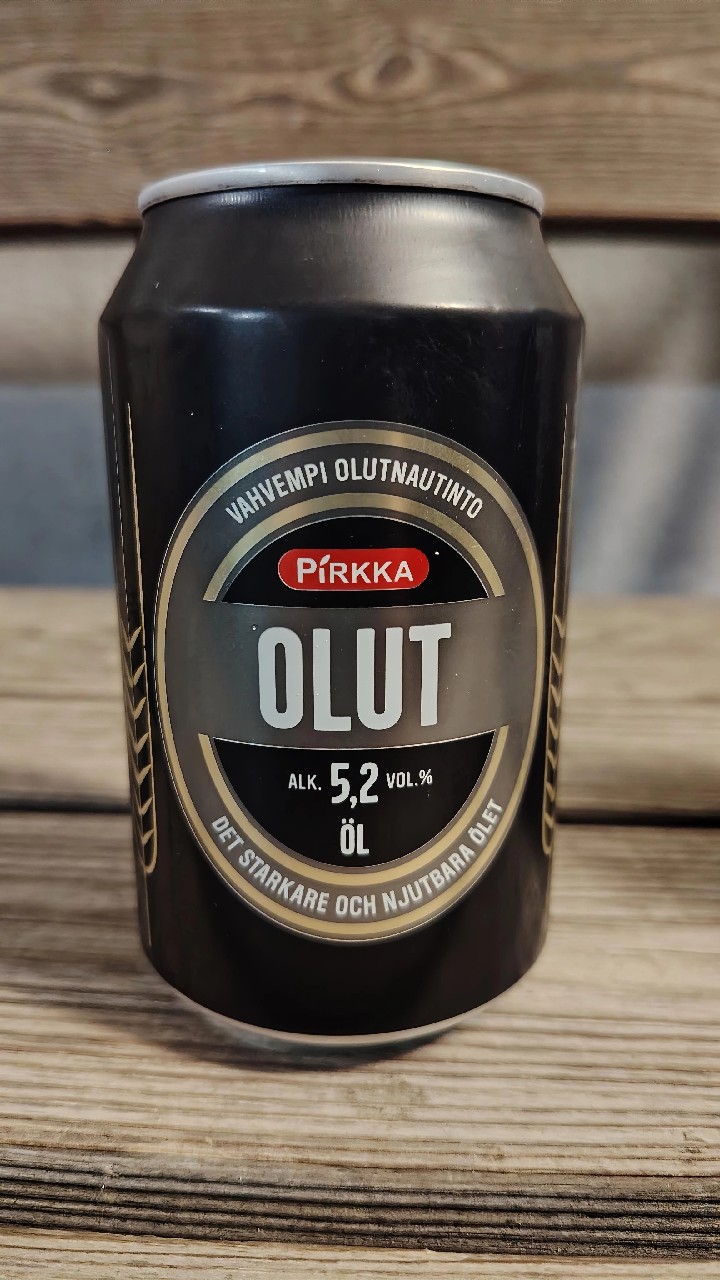 VAHVEMPI OLUTNAUTINTO
PIRKKA
OLUT
ALK. 5,2 VOL.%
ÖL
DET STARKARE OCH NJUTBARA ÖLET